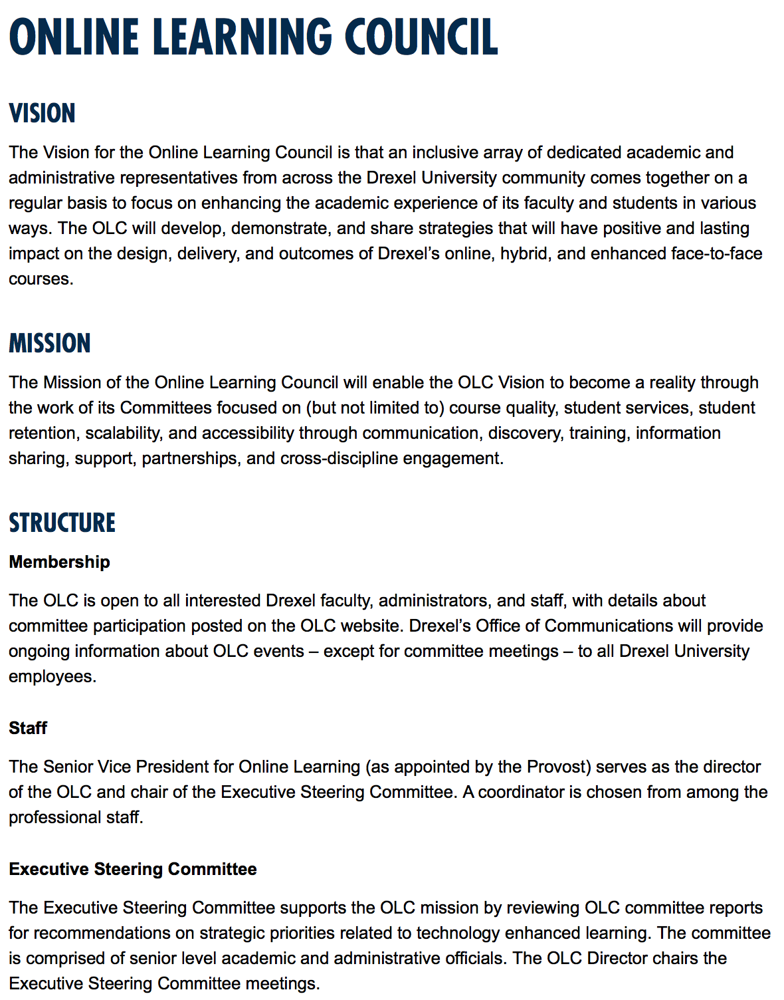 ONLINE LEARNING COUNCIL
VISION
The Vision for the Online Learning Council is that an inclusive array of dedicated academic and
administrative representatives from across the Drexel University community comes together on a
regular basis to focus on enhancing the academic experience of its faculty and students in various
ways. The OLC will develop, demonstrate, and share strategies that will have positive and lasting
impact on the design, delivery, and outcomes of Drexel’s online, hybrid, and enhanced face-to-face
courses.
MISSION
The Mission of the Online Learning Council will enable the OLC Vision to become a reality through
the work of its Committees focused on (but not limited to) course quality, student services, student
retention, scalability, and accessibility through communication, discovery, training, information
sharing, support, partnerships, and cross-discipline engagement.
STRUCTURE
Membership
The OLC is open to all interested Drexel faculty, administrators, and staff, with details about
committee participation posted on the OLC website. Drexel’s Office of Communications will provide
ongoing information about OLC events – except for committee meetings – to all Drexel University
employees.
Staff
The Senior Vice President for Online Learning (as appointed by the Provost) serves as the director
of the OLC and chair of the Executive Steering Committee. A coordinator is chosen from among the
professional staff.
Executive Steering Committee
The Executive Steering Committee supports the OLC mission by reviewing OLC committee reports
for recommendations on strategic priorities related to technology enhanced learning. The committee
is comprised of senior level academic and administrative officials. The OLC Director chairs the
Executive Steering Committee meetings.